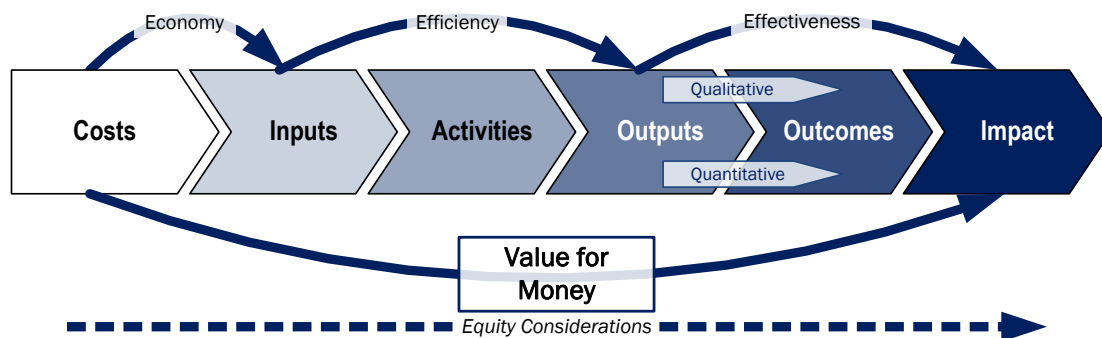 Economy
Efficiency
Effectiveness
Costs
Inputs
Activities
Outputs
Outcomes
Impact
Qualitative
Quantitative
Value for
Money
Equity Considerations